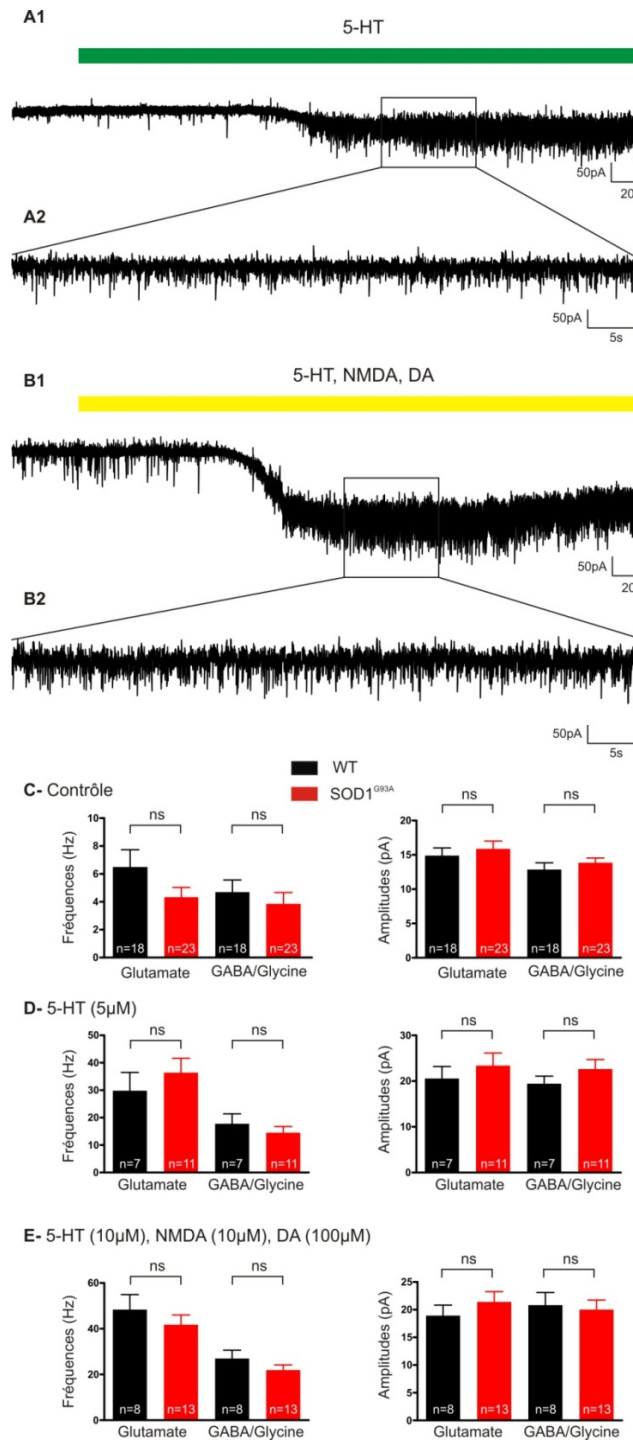 A1
5-HT
50pA
20
A2
50pA
5s
B1
5-HT, NMDA, DA
50pA
20
B2
50pA
5s
WT
SOD1G93A
C- Contrôle
ns
ns
ns
ns
Fréquences (Hz)
8
6
4
2
0
n=18
n=23
n=18
n=23
Glutamate
GABA/Glycine
Amplitudes (pA)
20
15
10
5
0
n=18
n=23
n=18
n=23
Glutamate
GABA/Glycine
D- 5-HT (5µM)
ns
ns
ns
ns
Fréquences (Hz)
50
40
30
20
10
0
n=7
n=11
n=7
n=11
Glutamate
GABA/Glycine
Amplitudes (pA)
30
20
10
0
n=7
n=11
n=7
n=11
Glutamate
GABA/Glycine
E- 5-HT (10µM), NMDA (10µM), DA (100µM)
ns
ns
ns
ns
Fréquences (Hz)
60
40
20
0
n=8
n=13
n=8
n=13
Glutamate
GABA/Glycine
Amplitudes (pA)
25
20
15
10
5
0
n=8
n=13
n=8
n=13
Glutamate
GABA/Glycine